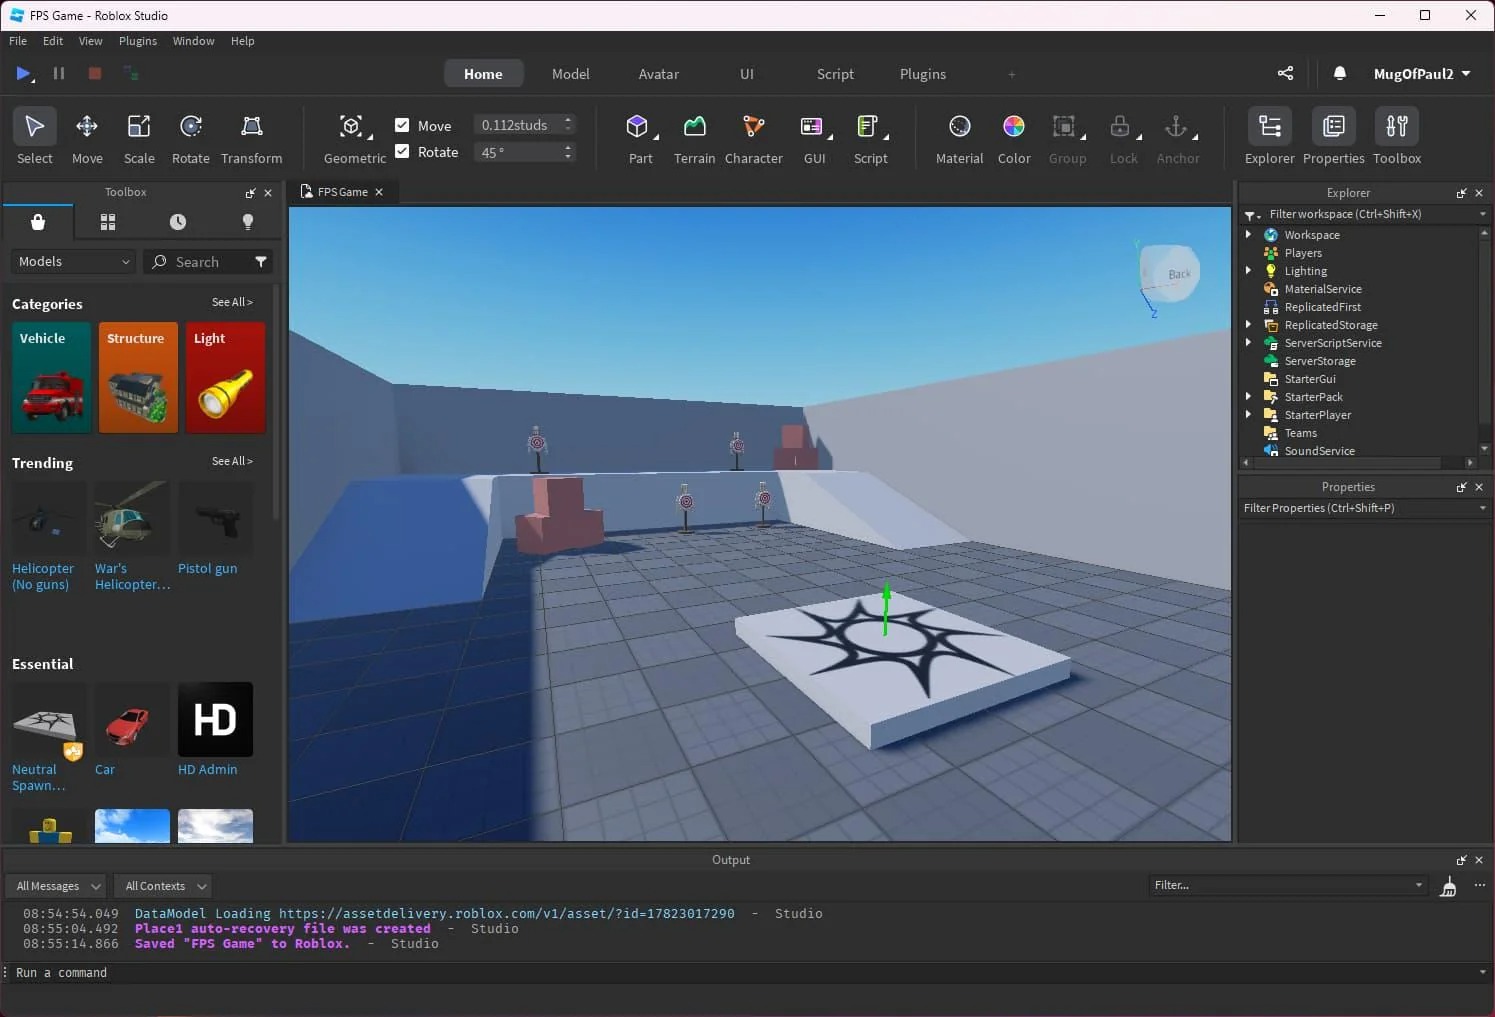 FPS Game - Roblox Studio
File Edit View Plugins Window Help
Home Model Avatar UI Script Plugins +
MugOfPaul2
Move 0.112studs
Rotate 45 °
Select Move Scale Rotate Transform Geometric Part Terrain Character GUI Script Material Color Group Lock Anchor Explorer Properties Toolbox
Toolbox
FPS Game
Models
Search
Categories See All >
Vehicle Structure Light
Trending See All >
Helicopter (No guns)
War's Helicopter...
Pistol gun
Essential
HD
Neutral Spawn...
Car
HD Admin
Back
Y
Z
Explorer
Filter workspace (Ctrl+Shift+X)
Workspace
Players
Lighting
MaterialService
ReplicatedFirst
ReplicatedStorage
ServerScriptService
ServerStorage
StarterGui
StarterPack
StarterPlayer
Teams
SoundService
Properties
Filter Properties (Ctrl+Shift+P)
Output
All Messages All Contexts Filter...
08:54:54.049 DataModel Loading https://assetdelivery.roblox.com/v1/asset/?id=17823017290 - Studio
08:55:04.492 Place1 auto-recovery file was created - Studio
08:55:14.866 Saved "FPS Game" to Roblox. - Studio
Run a command